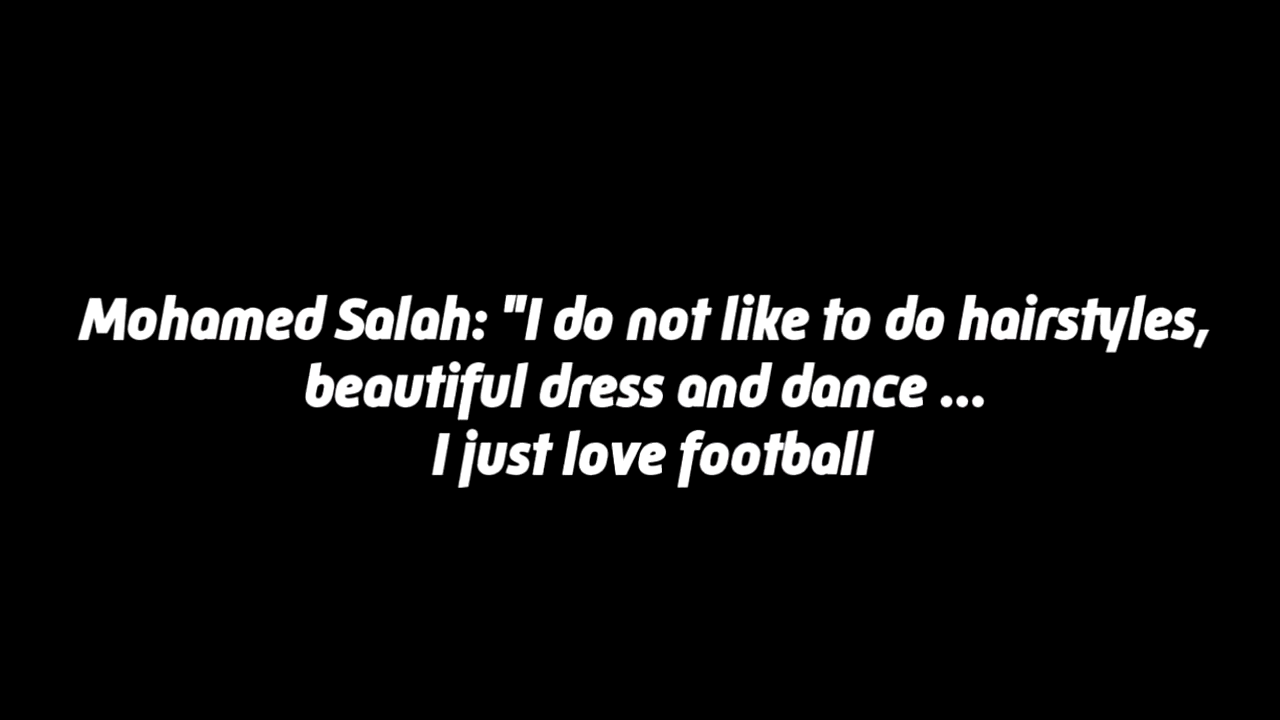 Mohamed Salah: "I do not like to do hairstyles,
beautiful dress and dance ...
I just love football